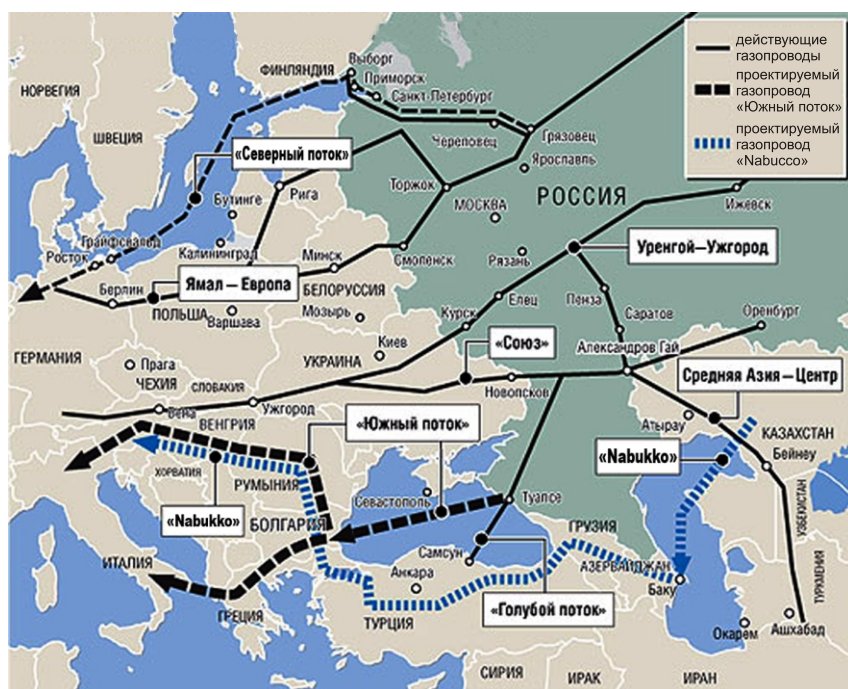 действующие
газопроводы
проектируемый
газопровод
«Южный поток»
проектируемый
газопровод
«Nabucco»
НОРВЕГИЯ
ШВЕЦИЯ
ФИНЛЯНДИЯ
Выборг
Приморск
Санкт-Петербург
Череповец
Грязовец
Ярославль
«Северный поток»
Рига
Бутинге
Торжок
МОСКВА
РОССИЯ
Ижевск
Калининград
Грайфсвальд
Росток
Минск
Смоленск
Рязань
Уренгой—Ужгород
Берлин
Ямал—Европа
ПОЛЬША
БЕЛОРУССИЯ
Варшава
Мозырь
Курск
Елец
Пенза
Саратов
Оренбург
ГЕРМАНИЯ
Прага
ЧЕХИЯ
СЛОВАКИЯ
УКРАИНА
Киев
«Союз»
Александров Гай
Новопсков
Средняя Азия—Центр
Вена
Ужгород
ВЕНГРИЯ
«Южный поток»
Атырау
КАЗАХСТАН
Бейнеу
«Nabukko»
ХОРВАТИЯ
РУМЫНИЯ
«Nabukko»
Севастополь
Туапсе
БОЛГАРИЯ
УЗБЕКИСТАН
ИТАЛИЯ
Самсун
ГРУЗИЯ
АЗЕРБАЙДЖАН
Баку
ТУРКМЕНИЯ
Анкара
«Голубой поток»
ГРЕЦИЯ
ТУРЦИЯ
Окарем
Ашхабад
СИРИЯ
ИРАК
ИРАН